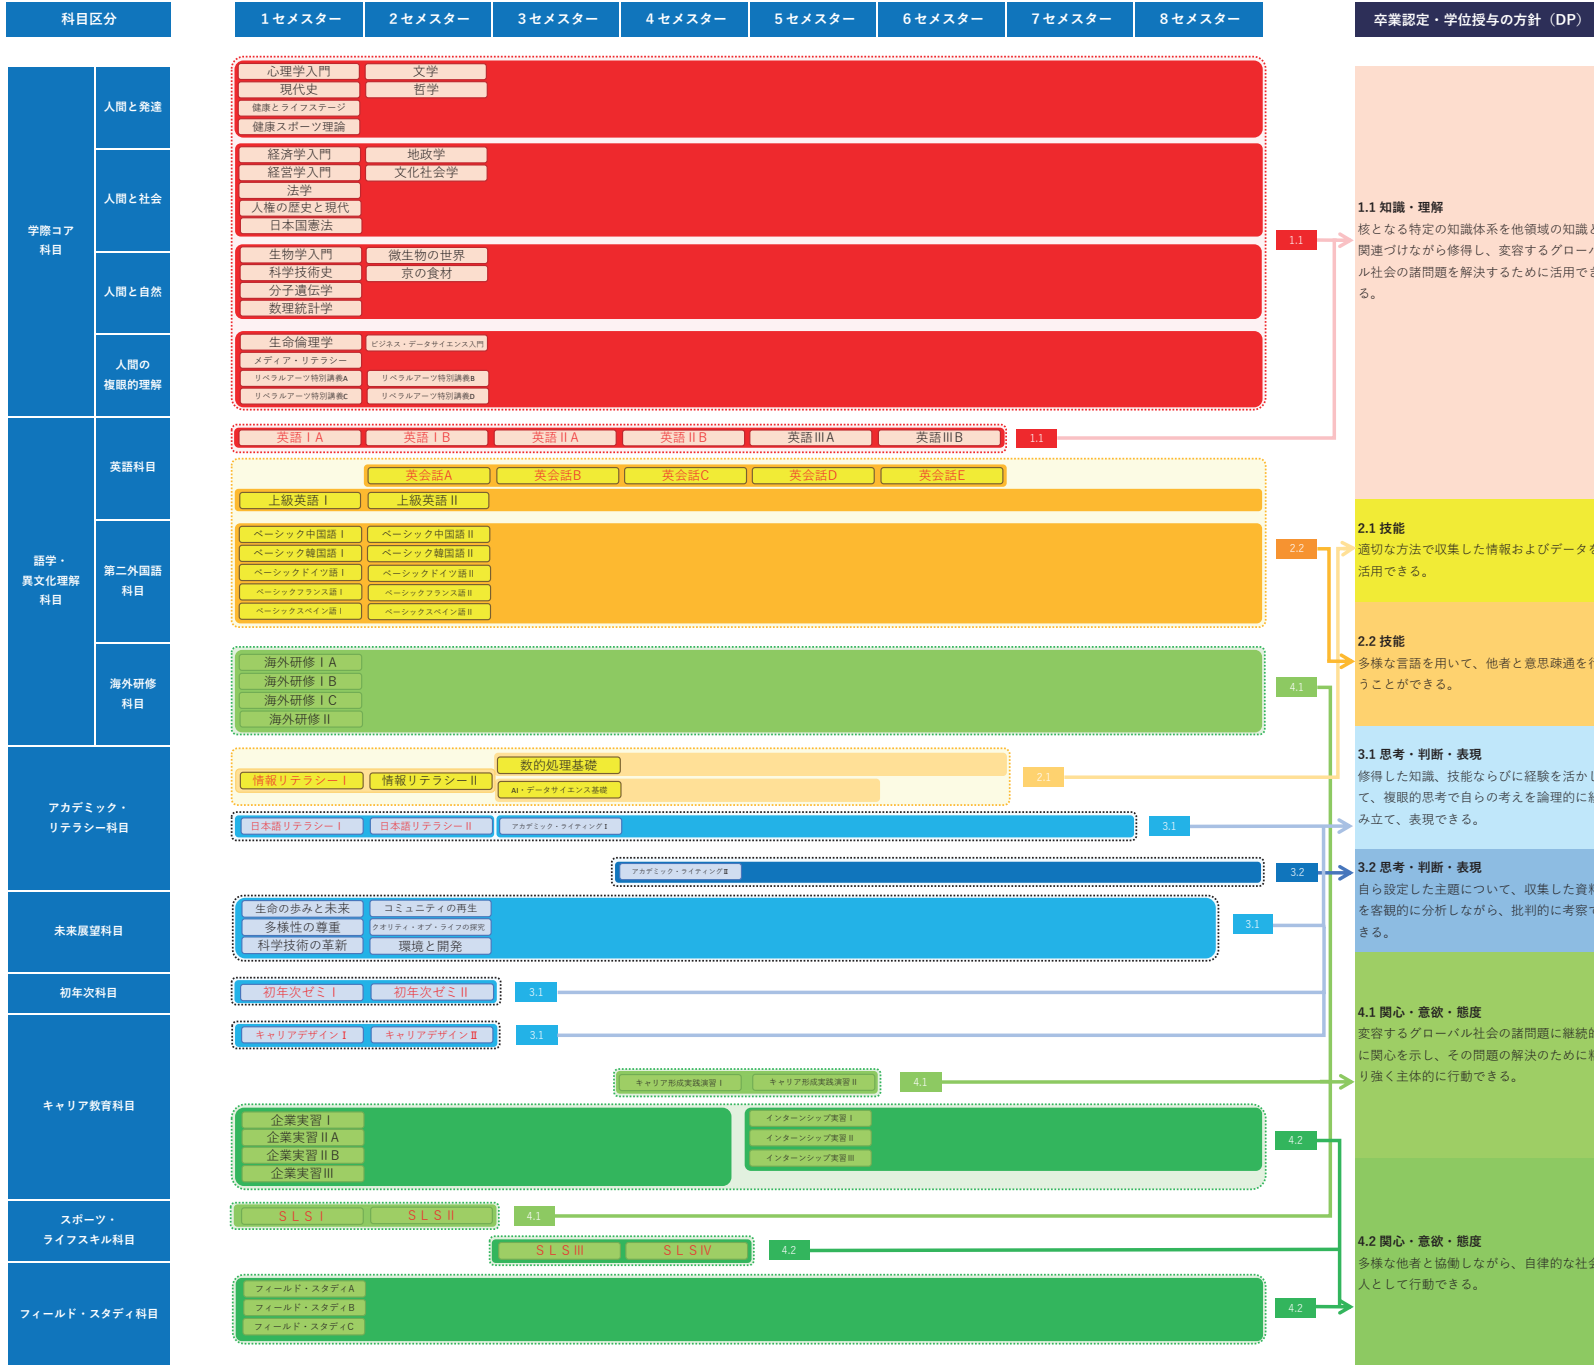 科目区分
1セメスター
2セメスター
3セメスター
4セメスター
5セメスター
6セメスター
7セメスター
8セメスター
卒業認定・学位授与の方針（DP）
学際コア
科目
人間と発達
心理学入門
文学
現代史
哲学
健康とライフステージ
健康スポーツ理論
人間と社会
経済学入門
地政学
経営学入門
文化社会学
法学
人権の歴史と現代
日本国憲法
人間と自然
生物学入門
微生物の世界
科学技術史
京の食材
分子遺伝学
数理統計学
人間の
複眼的理解
生命倫理学
ビジネス・データサイエンス入門
メディア・リテラシー
リベラルアーツ特別講義A
リベラルアーツ特別講義B
リベラルアーツ特別講義C
リベラルアーツ特別講義D
1.1
1.1 知識・理解
核となる特定の知識体系を他領域の知識と
関連づけながら修得し、変容するグローバ
ル社会の諸問題を解決するために活用でき
る。
語学・
異文化理解
科目
英語科目
英語ⅠA
英語ⅠB
英語ⅡA
英語ⅡB
英語ⅢA
英語ⅢB
1.1
英会話A
英会話B
英会話C
英会話D
英会話E
上級英語Ⅰ
上級英語Ⅱ
第二外国語
科目
ベーシック中国語Ⅰ
ベーシック中国語Ⅱ
ベーシック韓国語Ⅰ
ベーシック韓国語Ⅱ
ベーシックドイツ語Ⅰ
ベーシックドイツ語Ⅱ
ベーシックフランス語Ⅰ
ベーシックフランス語Ⅱ
ベーシックスペイン語Ⅰ
ベーシックスペイン語Ⅱ
2.2
2.1 技能
適切な方法で収集した情報およびデータを
活用できる。
2.2 技能
多様な言語を用いて、他者と意思疎通を行
うことができる。
海外研修
科目
海外研修ⅠA
海外研修ⅠB
海外研修ⅠC
海外研修Ⅱ
4.1
アカデミック・
リテラシー科目
情報リテラシーⅠ
情報リテラシーⅡ
数的処理基礎
AI・データサイエンス基礎
2.1
日本語リテラシーⅠ
日本語リテラシーⅡ
アカデミック・ライティングⅠ
3.1
アカデミック・ライティングⅡ
3.2
3.1 思考・判断・表現
修得した知識、技能ならびに経験を活かし
て、複眼的思考で自らの考えを論理的に組
み立て、表現できる。
3.2 思考・判断・表現
自ら設定した主題について、収集した資料
を客観的に分析しながら、批判的に考察で
きる。
未来展望科目
生命の歩みと未来
コミュニティの再生
多様性の尊重
クオリティ・オブ・ライフの探究
科学技術の革新
環境と開発
3.1
初年次科目
初年次ゼミⅠ
初年次ゼミⅡ
3.1
キャリア教育科目
キャリアデザインⅠ
キャリアデザインⅡ
3.1
キャリア形成実践演習Ⅰ
キャリア形成実践演習Ⅱ
4.1
企業実習Ⅰ
企業実習ⅡA
企業実習ⅡB
企業実習Ⅲ
インターンシップ実習Ⅰ
インターンシップ実習Ⅱ
インターンシップ実習Ⅲ
4.2
4.1 関心・意欲・態度
変容するグローバル社会の諸問題に継続的
に関心を示し、その問題の解決のために粘
り強く主体的に行動できる。
スポーツ・
ライフスキル科目
ＳＬＳⅠ
ＳＬＳⅡ
4.1
ＳＬＳⅢ
ＳＬＳⅣ
4.2
4.2 関心・意欲・態度
多様な他者と協働しながら、自律的な社会
人として行動できる。
フィールド・スタディ科目
フィールド・スタディA
フィールド・スタディB
フィールド・スタディC
4.2